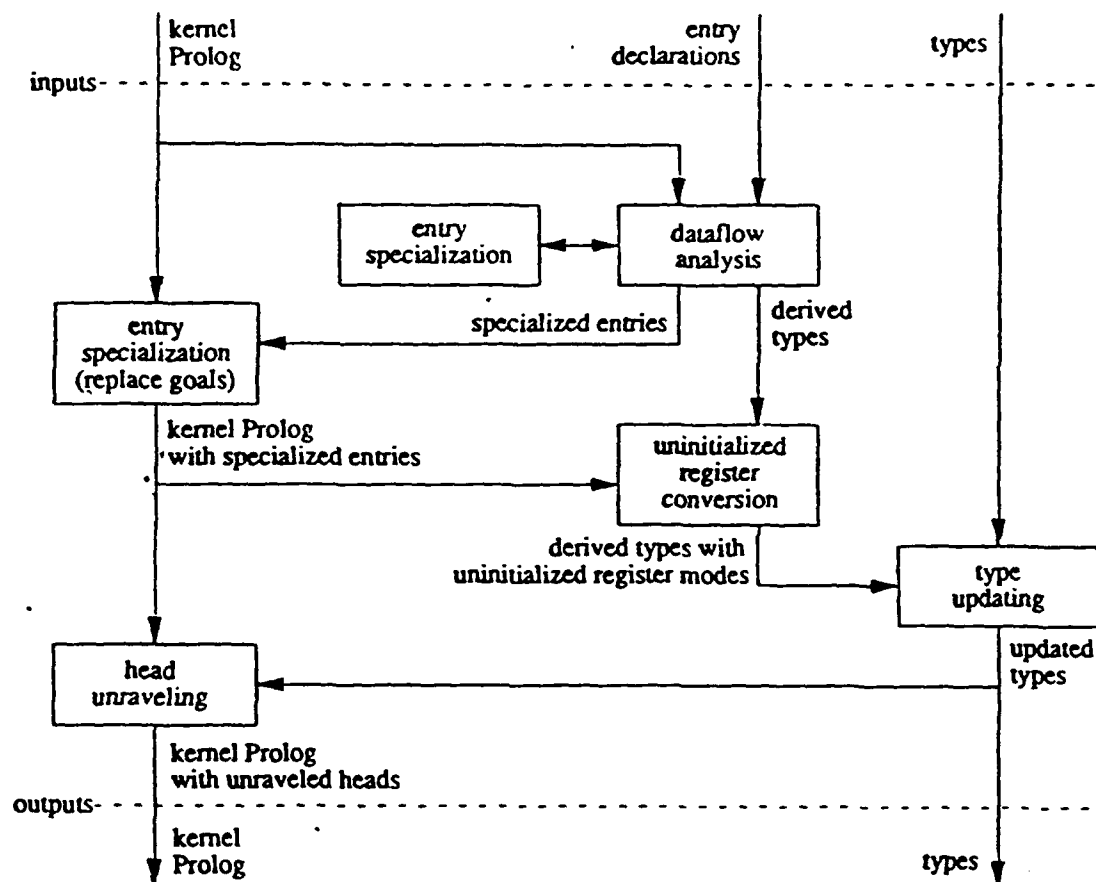 kernel
Prolog
entry
declarations
types
inputs
entry
specialization
dataflow
analysis
specialized entries
derived
types
entry
specialization
(replace goals)
kernel Prolog
with specialized entries
uninitialized
register
conversion
derived types with
uninitialized register modes
type
updating
updated
types
head
unraveling
kernel Prolog
with unraveled heads
outputs
kernel
Prolog
types